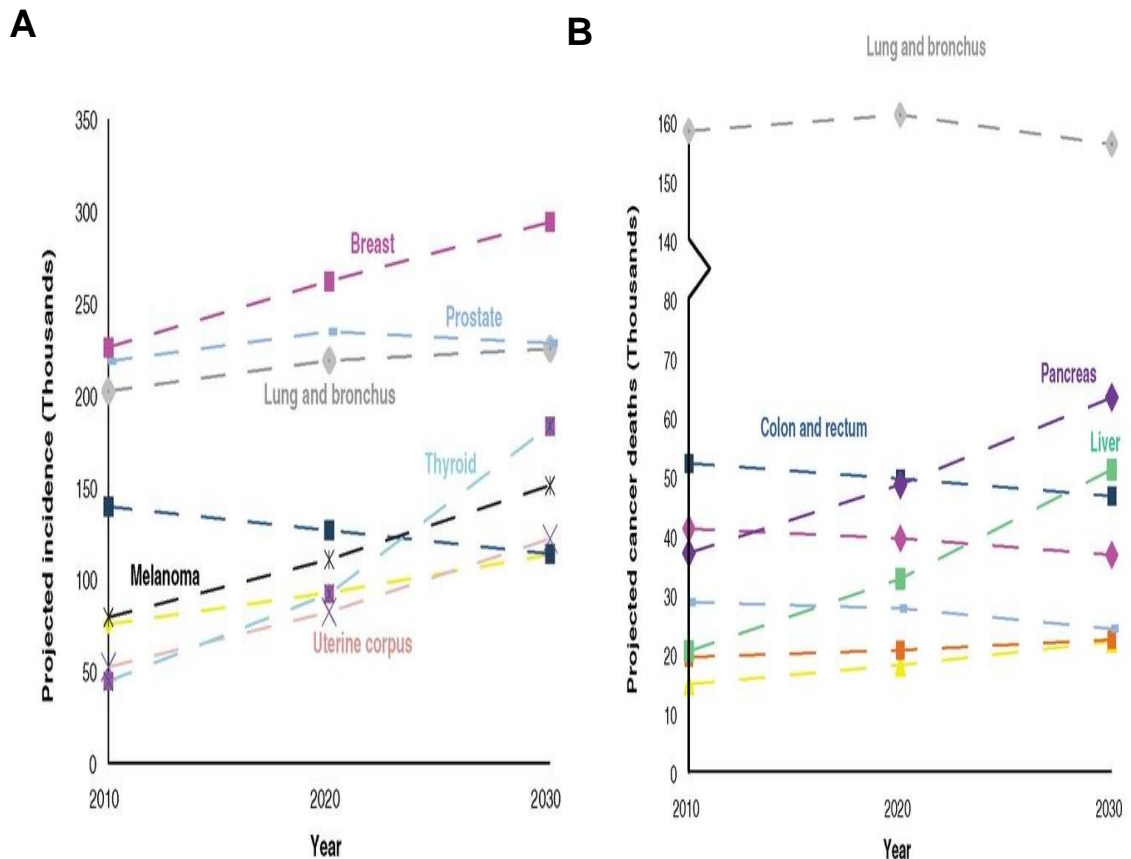 A
Projected incidence (Thousands)
350
300
250
200
150
100
50
0
Breast
Prostate
Lung and bronchus
Thyroid
Melanoma
Uterine corpus
2010
2020
2030
Year
B
Projected cancer deaths (Thousands)
Lung and bronchus
160
150
140
80
70
60
50
40
30
20
10
0
Pancreas
Colon and rectum
Liver
2010
2020
2030
Year